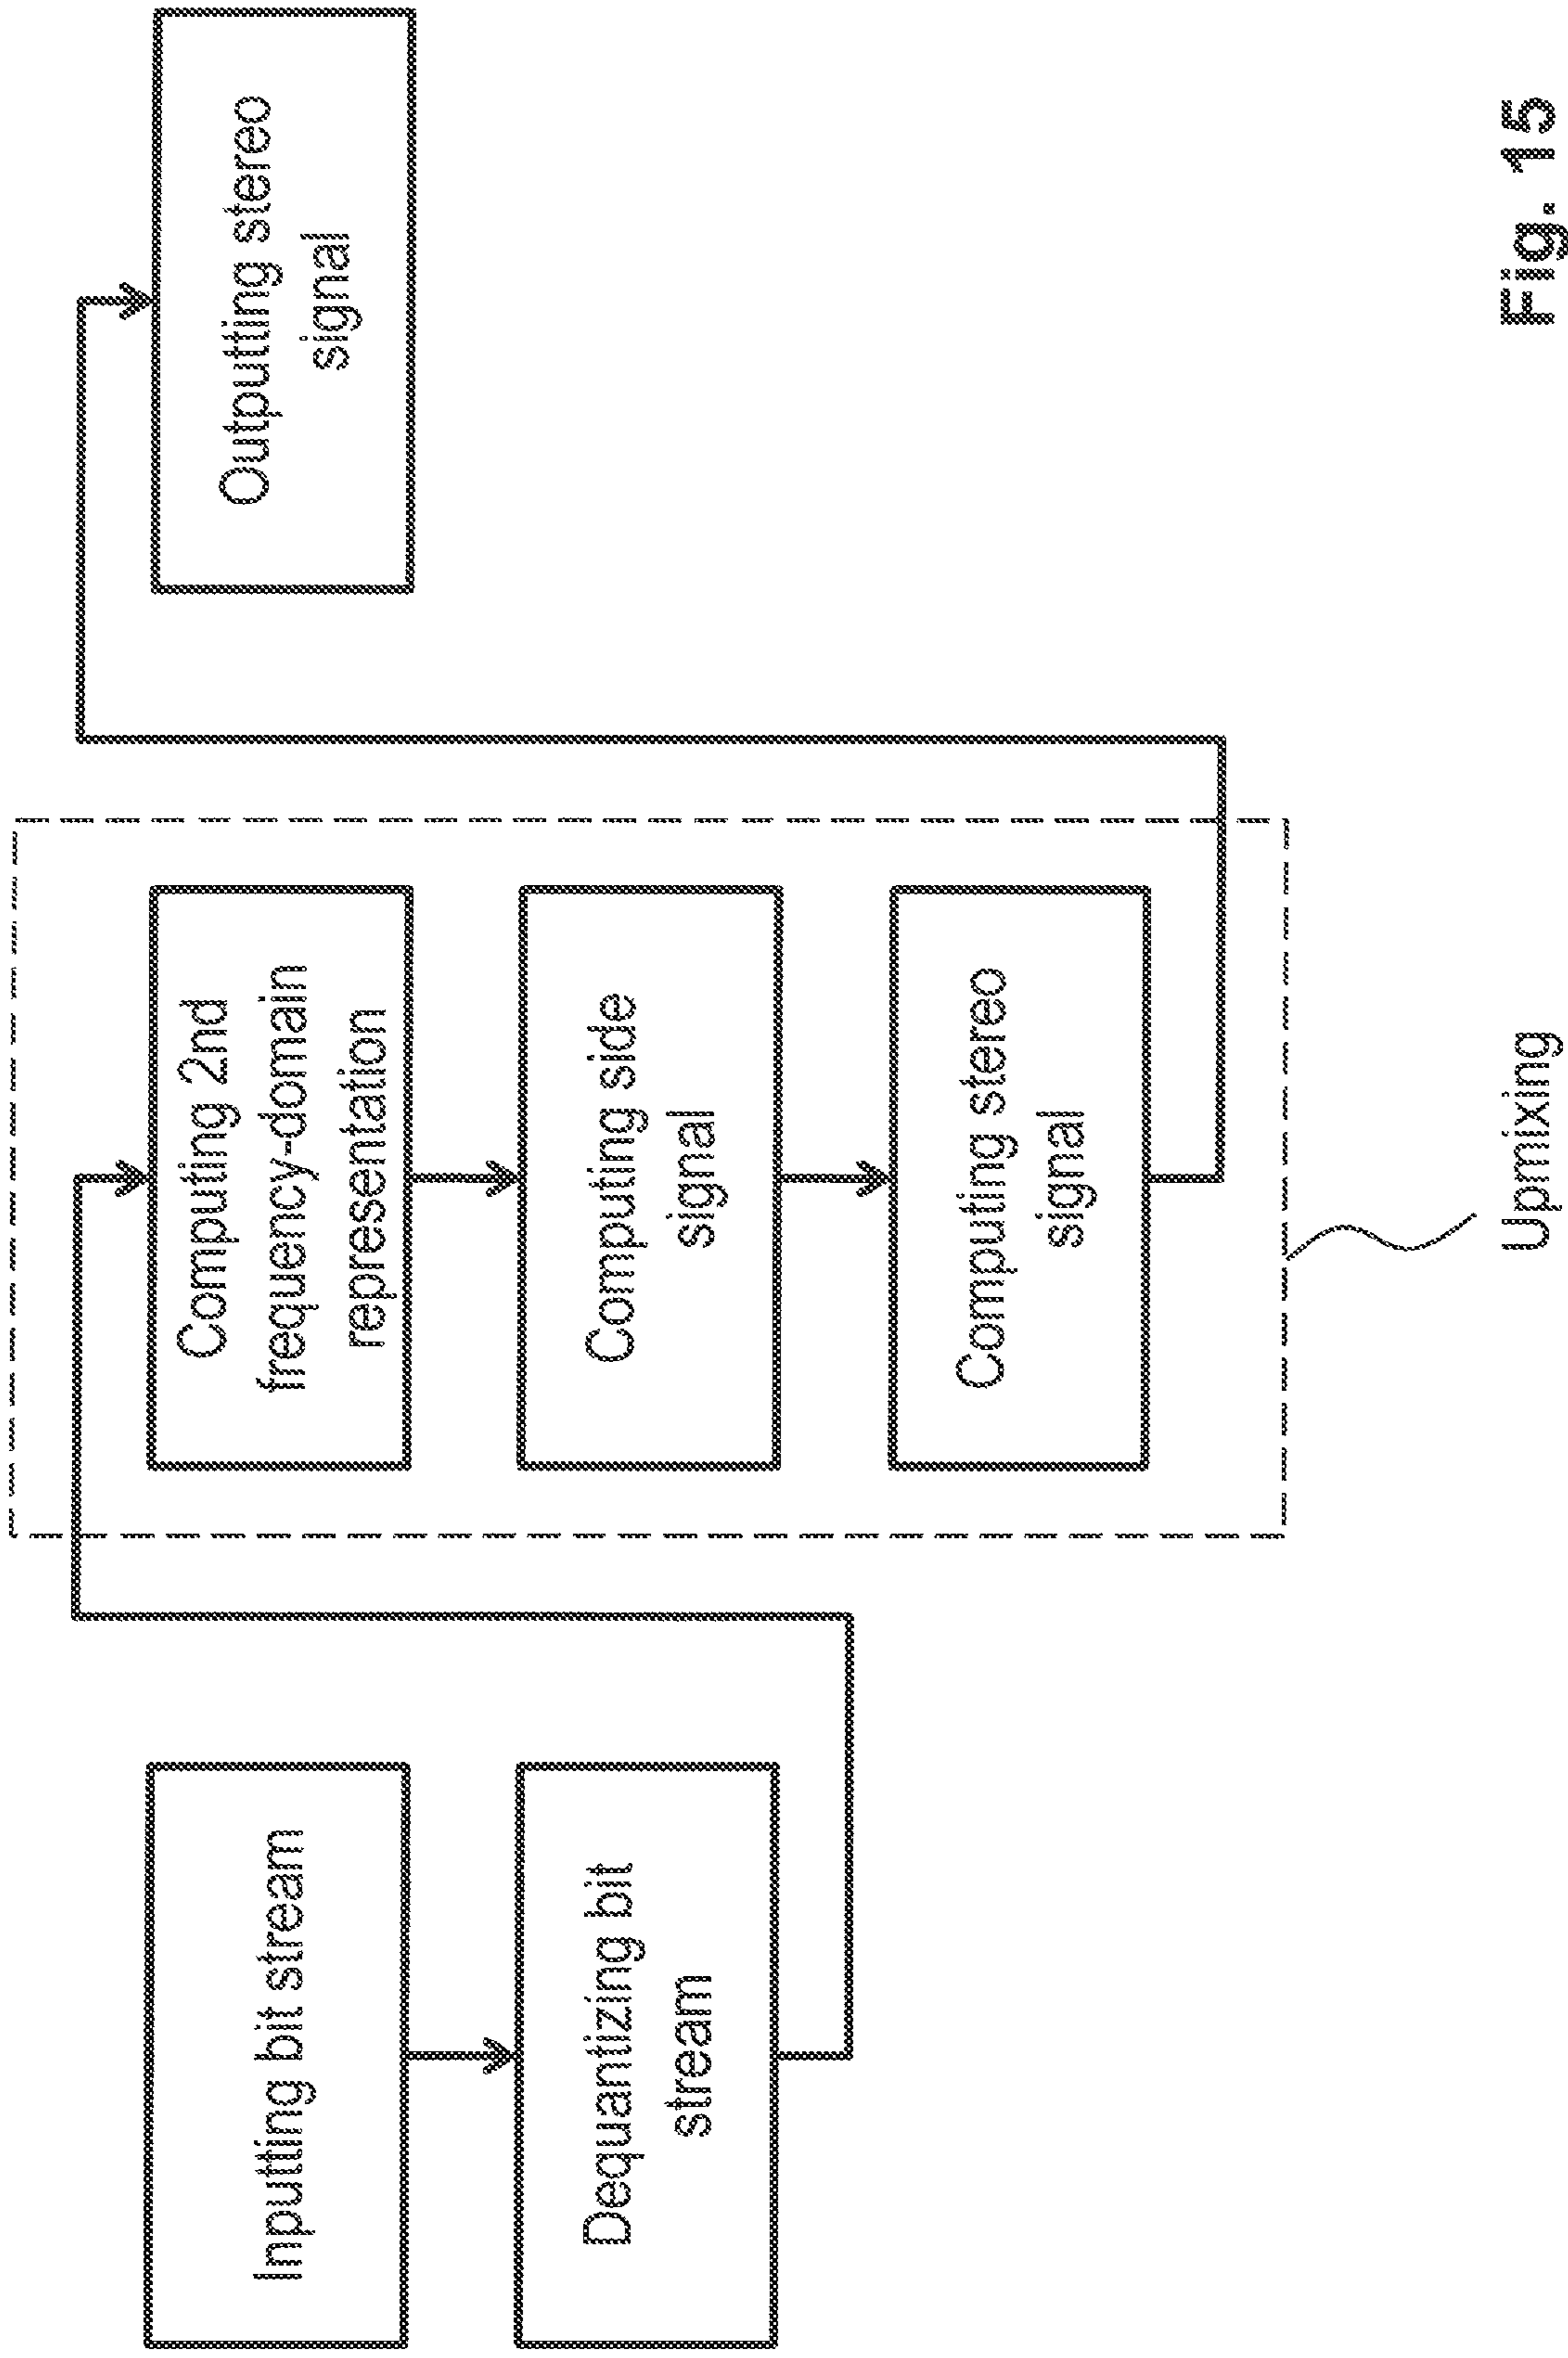 Inputting bit stream
Dequantizing bit
stream
Computing 2nd
frequency-domain
representation
Computing side
signal
Computing stereo
signal
Upmixing
Outputting stereo
signal
Fig. 15